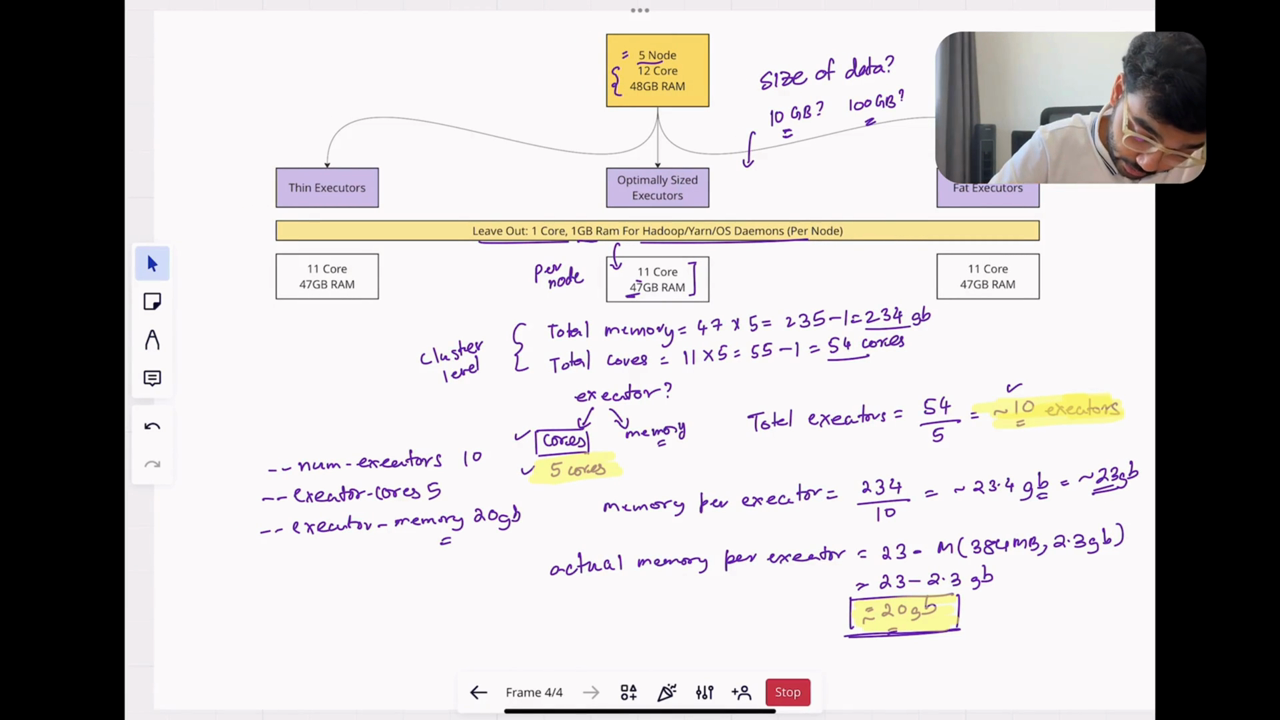 = 5 Node
12 Core
48GB RAM
size of data?
10 GB? 100GB?
Thin Executors
Optimally Sized
Executors
Fat Executors
Leave Out: 1 Core, 1GB Ram For Hadoop/Yarn/OS Daemons (Per Node)
11 Core
47GB RAM
Per
node
11 Core
47GB RAM
11 Core
47GB RAM
cluster
level
Total memory = 47 x 5 = 235-1 = 234 gb
Total cores = 11 x 5 = 55 - 1 = 54 cores
executor?
cores
memory
5 cores
Total executors = 54/5 = ~10 executors
-- num-executors 10
-- executor-cores 5
-- executor-memory 20gb
memory per executor = 234/10 = ~ 23.4 gb = ~23gb
actual memory per executor = 23 - M(384MB, 2.3gb)
~ 23 - 2.3 gb
≈ 20gb
Frame 4/4
Stop